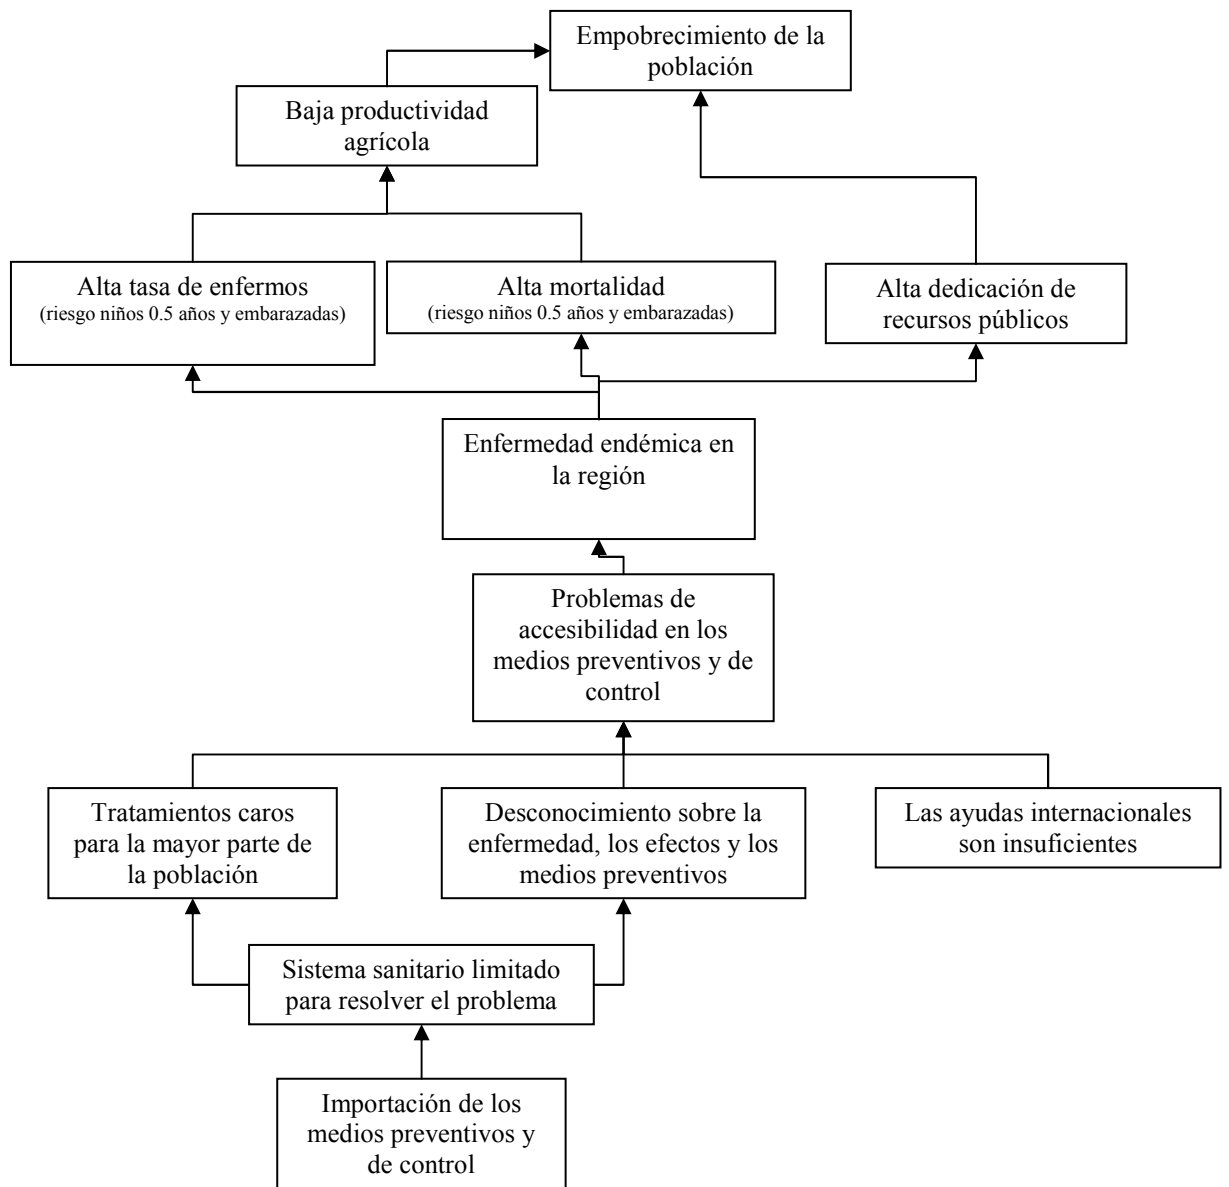 Empobrecimiento de la
población
Baja productividad
agrícola
Alta tasa de enfermos
(riesgo niños 0.5 años y embarazadas)
Alta mortalidad
(riesgo niños 0.5 años y embarazadas)
Alta dedicación de
recursos públicos
Enfermedad endémica en
la región
Problemas de
accesibilidad en los
medios preventivos y de
control
Tratamientos caros
para la mayor parte de
la población
Desconocimiento sobre la
enfermedad, los efectos y los
medios preventivos
Las ayudas internacionales
son insuficientes
Sistema sanitario limitado
para resolver el problema
Importación de los
medios preventivos y
de control